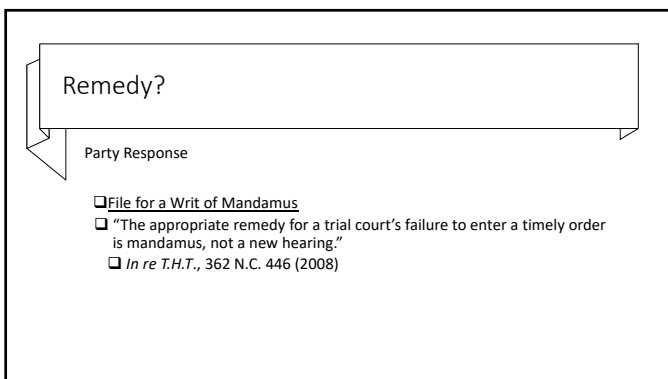 Remedy?
Party Response
❑File for a Writ of Mandamus
❑ “The appropriate remedy for a trial court’s failure to enter a timely order
is mandamus, not a new hearing.”
❑ In re T.H.T., 362 N.C. 446 (2008)